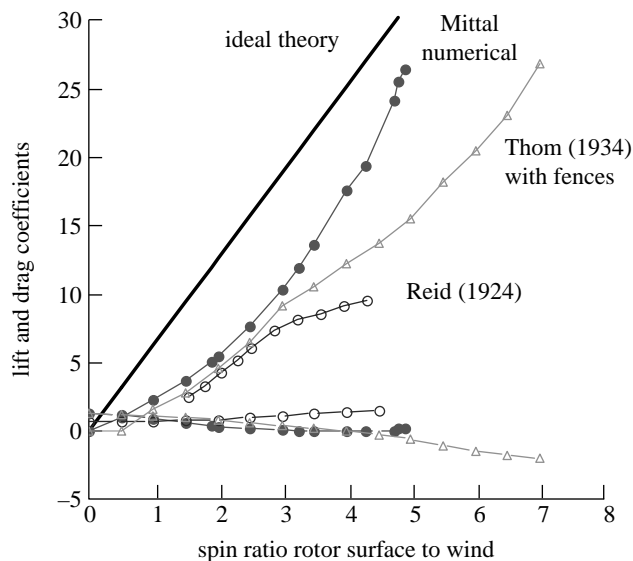 30
25
20
15
10
5
0
–5
lift and drag coefficients
ideal theory
Mittal
numerical
Thom (1934)
with fences
Reid (1924)
0 1 2 3 4 5 6 7 8
spin ratio rotor surface to wind